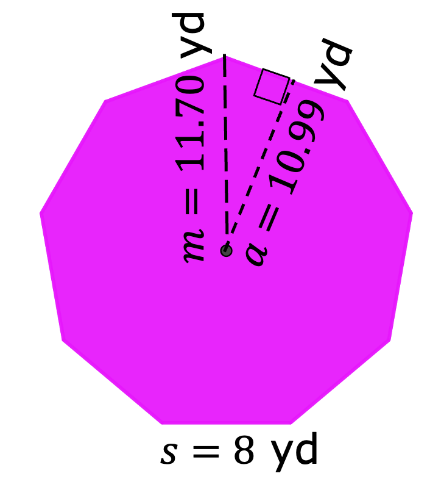 m = 11.70 yd
a = 10.99 yd
s = 8 yd